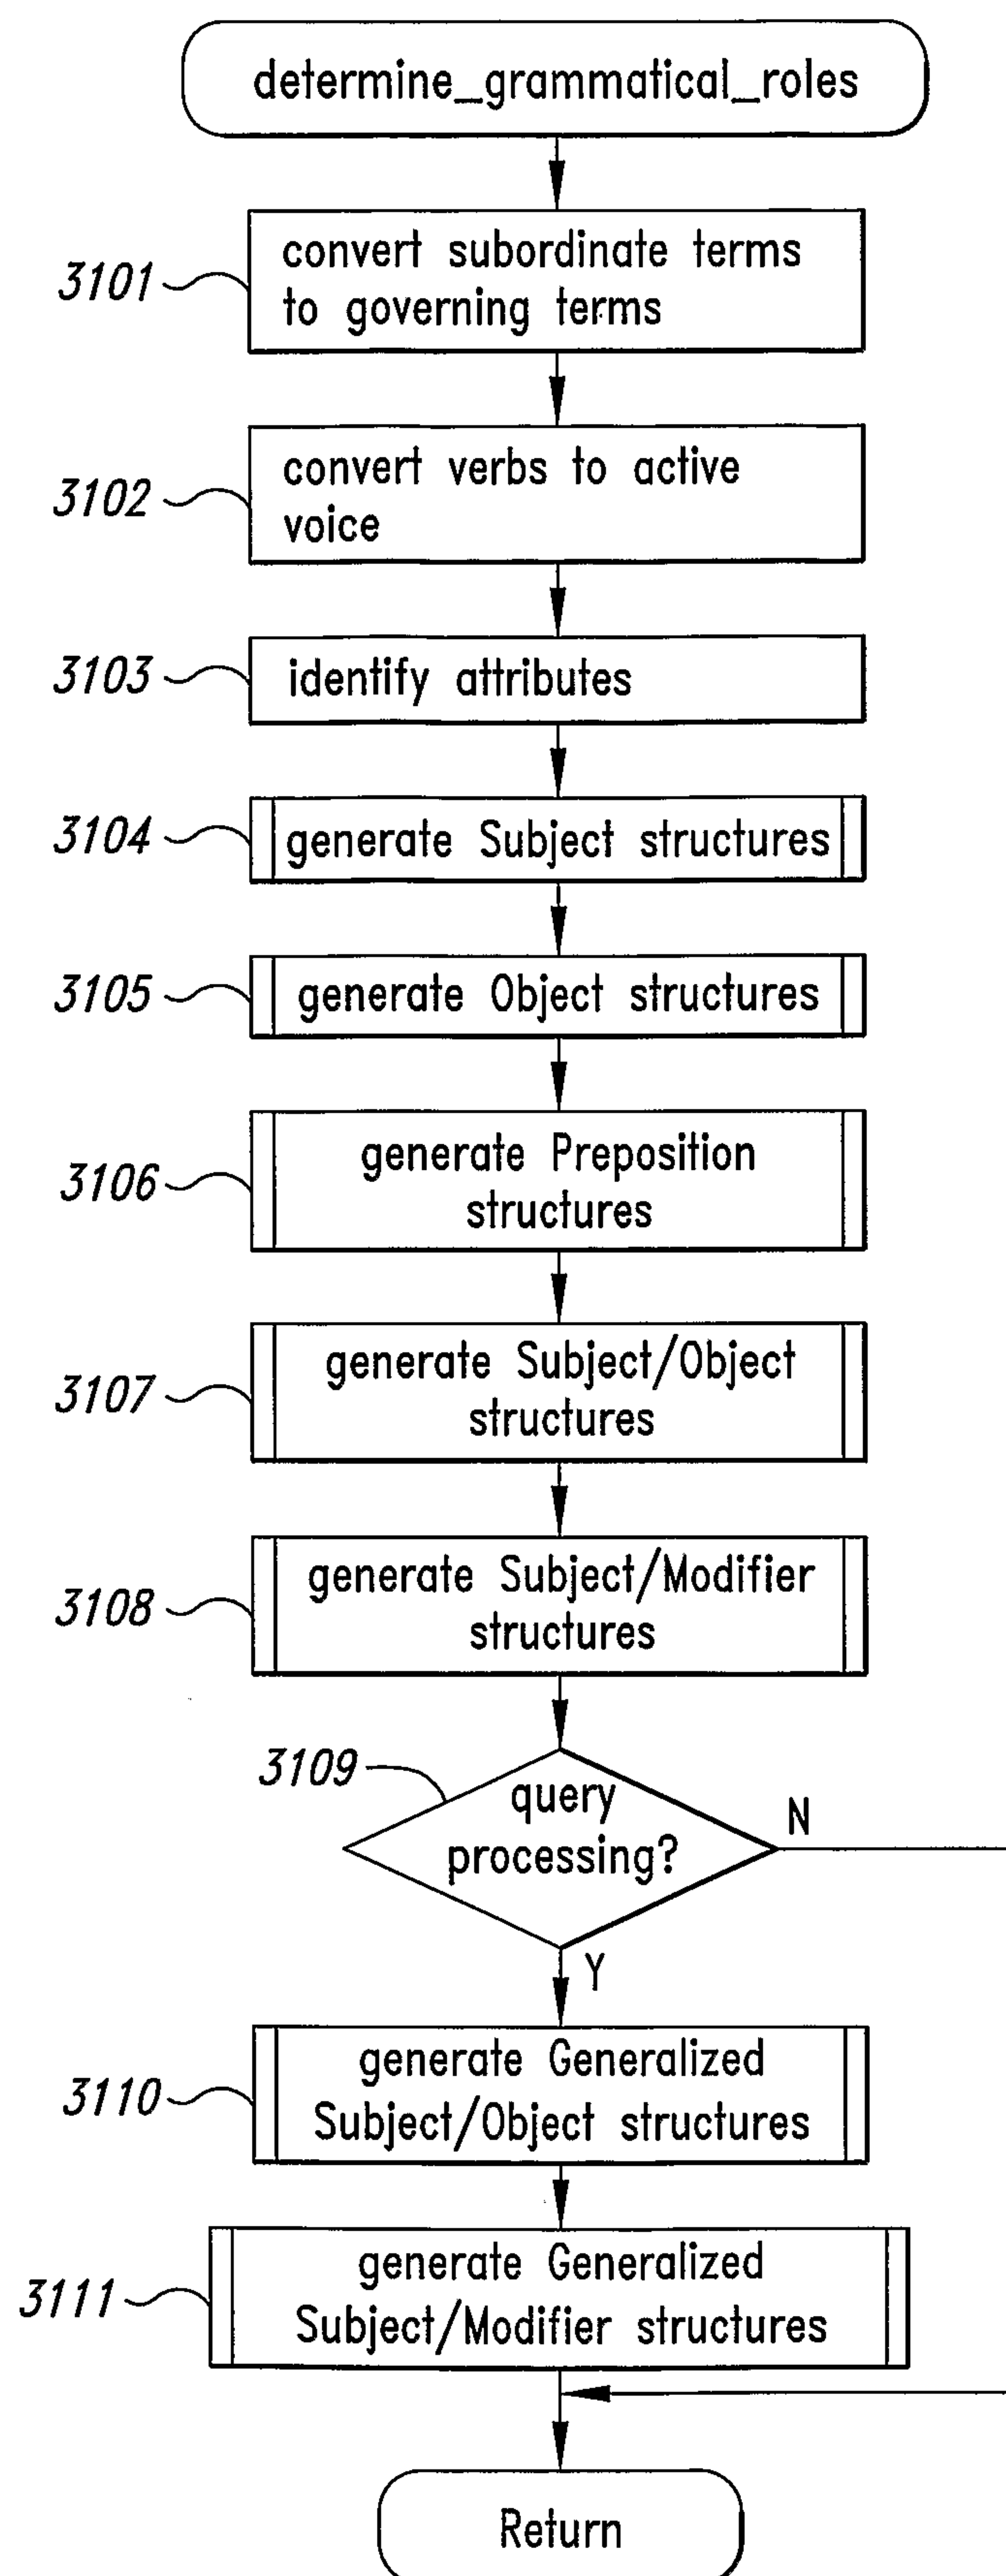 determine_grammatical_roles
3101
convert subordinate terms
to governing terms
3102
convert verbs to active
voice
3103
identify attributes
3104
generate Subject structures
3105
generate Object structures
3106
generate Preposition
structures
3107
generate Subject/Object
structures
3108
generate Subject/Modifier
structures
3109
query
processing?
N
Y
3110
generate Generalized
Subject/Object structures
3111
generate Generalized
Subject/Modifier structures
Return